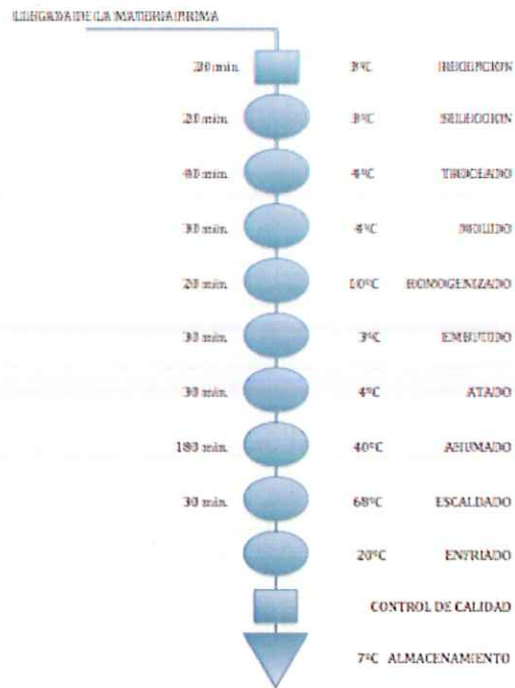 LLEGADA DE LA MATERIA PRIMA
20 min. 3ºC RECEPCION
20 min. 3ºC SELECCION
40 min. 4ºC TROCEADO
30 min. 4ºC MOLIDO
20 min. 10ºC HOMOGENIZADO
30 min. 3ºC EMBUTIDO
30 min. 4ºC ATADO
180 min. 40ºC AHUMADO
30 min. 68ºC ESCALDADO
20ºC ENFRIADO
CONTROL DE CALIDAD
7ºC ALMACENAMIENTO